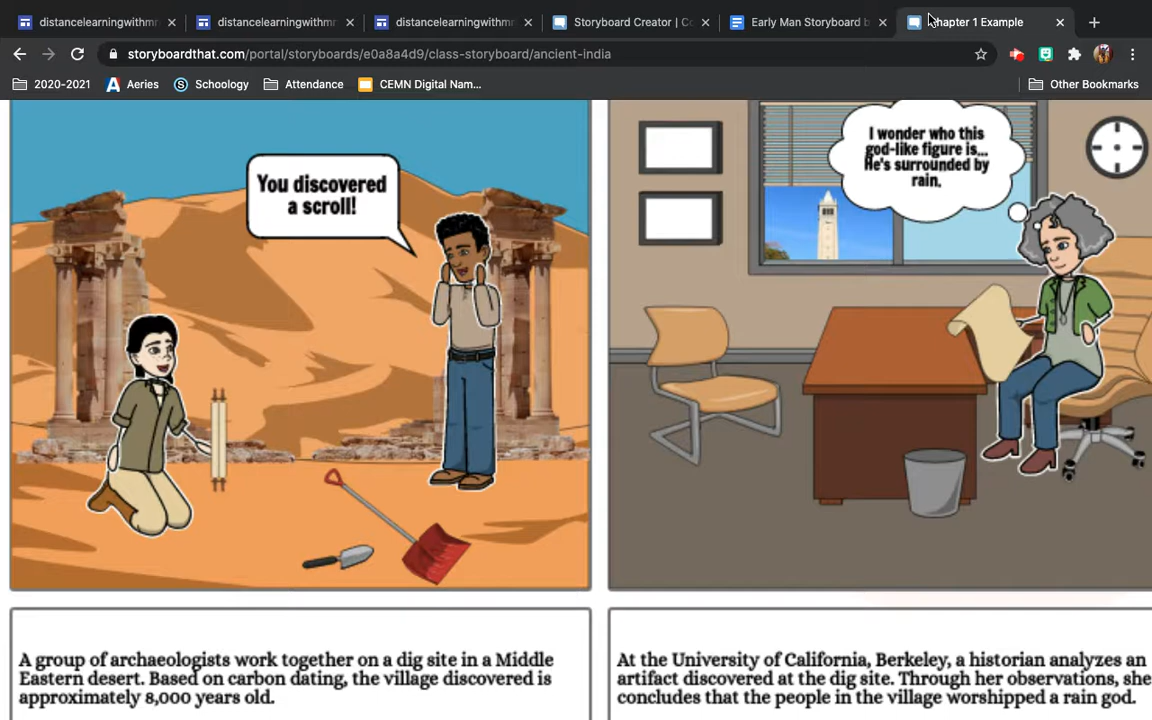 distancelearningwithmr
distancelearningwithmr
distancelearningwithmr
Storyboard Creator | Co
Early Man Storyboard b
Chapter 1 Example
storyboardthat.com/portal/storyboards/e0a8a4d9/class-storyboard/ancient-india
2020-2021
Aeries
Schoology
Attendance
CEMN Digital Nam...
Other Bookmarks
You discovered
a scroll!
I wonder who this
god-like figure is...
He's surrounded by
rain.
A group of archaeologists work together on a dig site in a Middle
Eastern desert. Based on carbon dating, the village discovered is
approximately 8,000 years old.
At the University of California, Berkeley, a historian analyzes an
artifact discovered at the dig site. Through her observations, she
concludes that the people in the village worshipped a rain god.